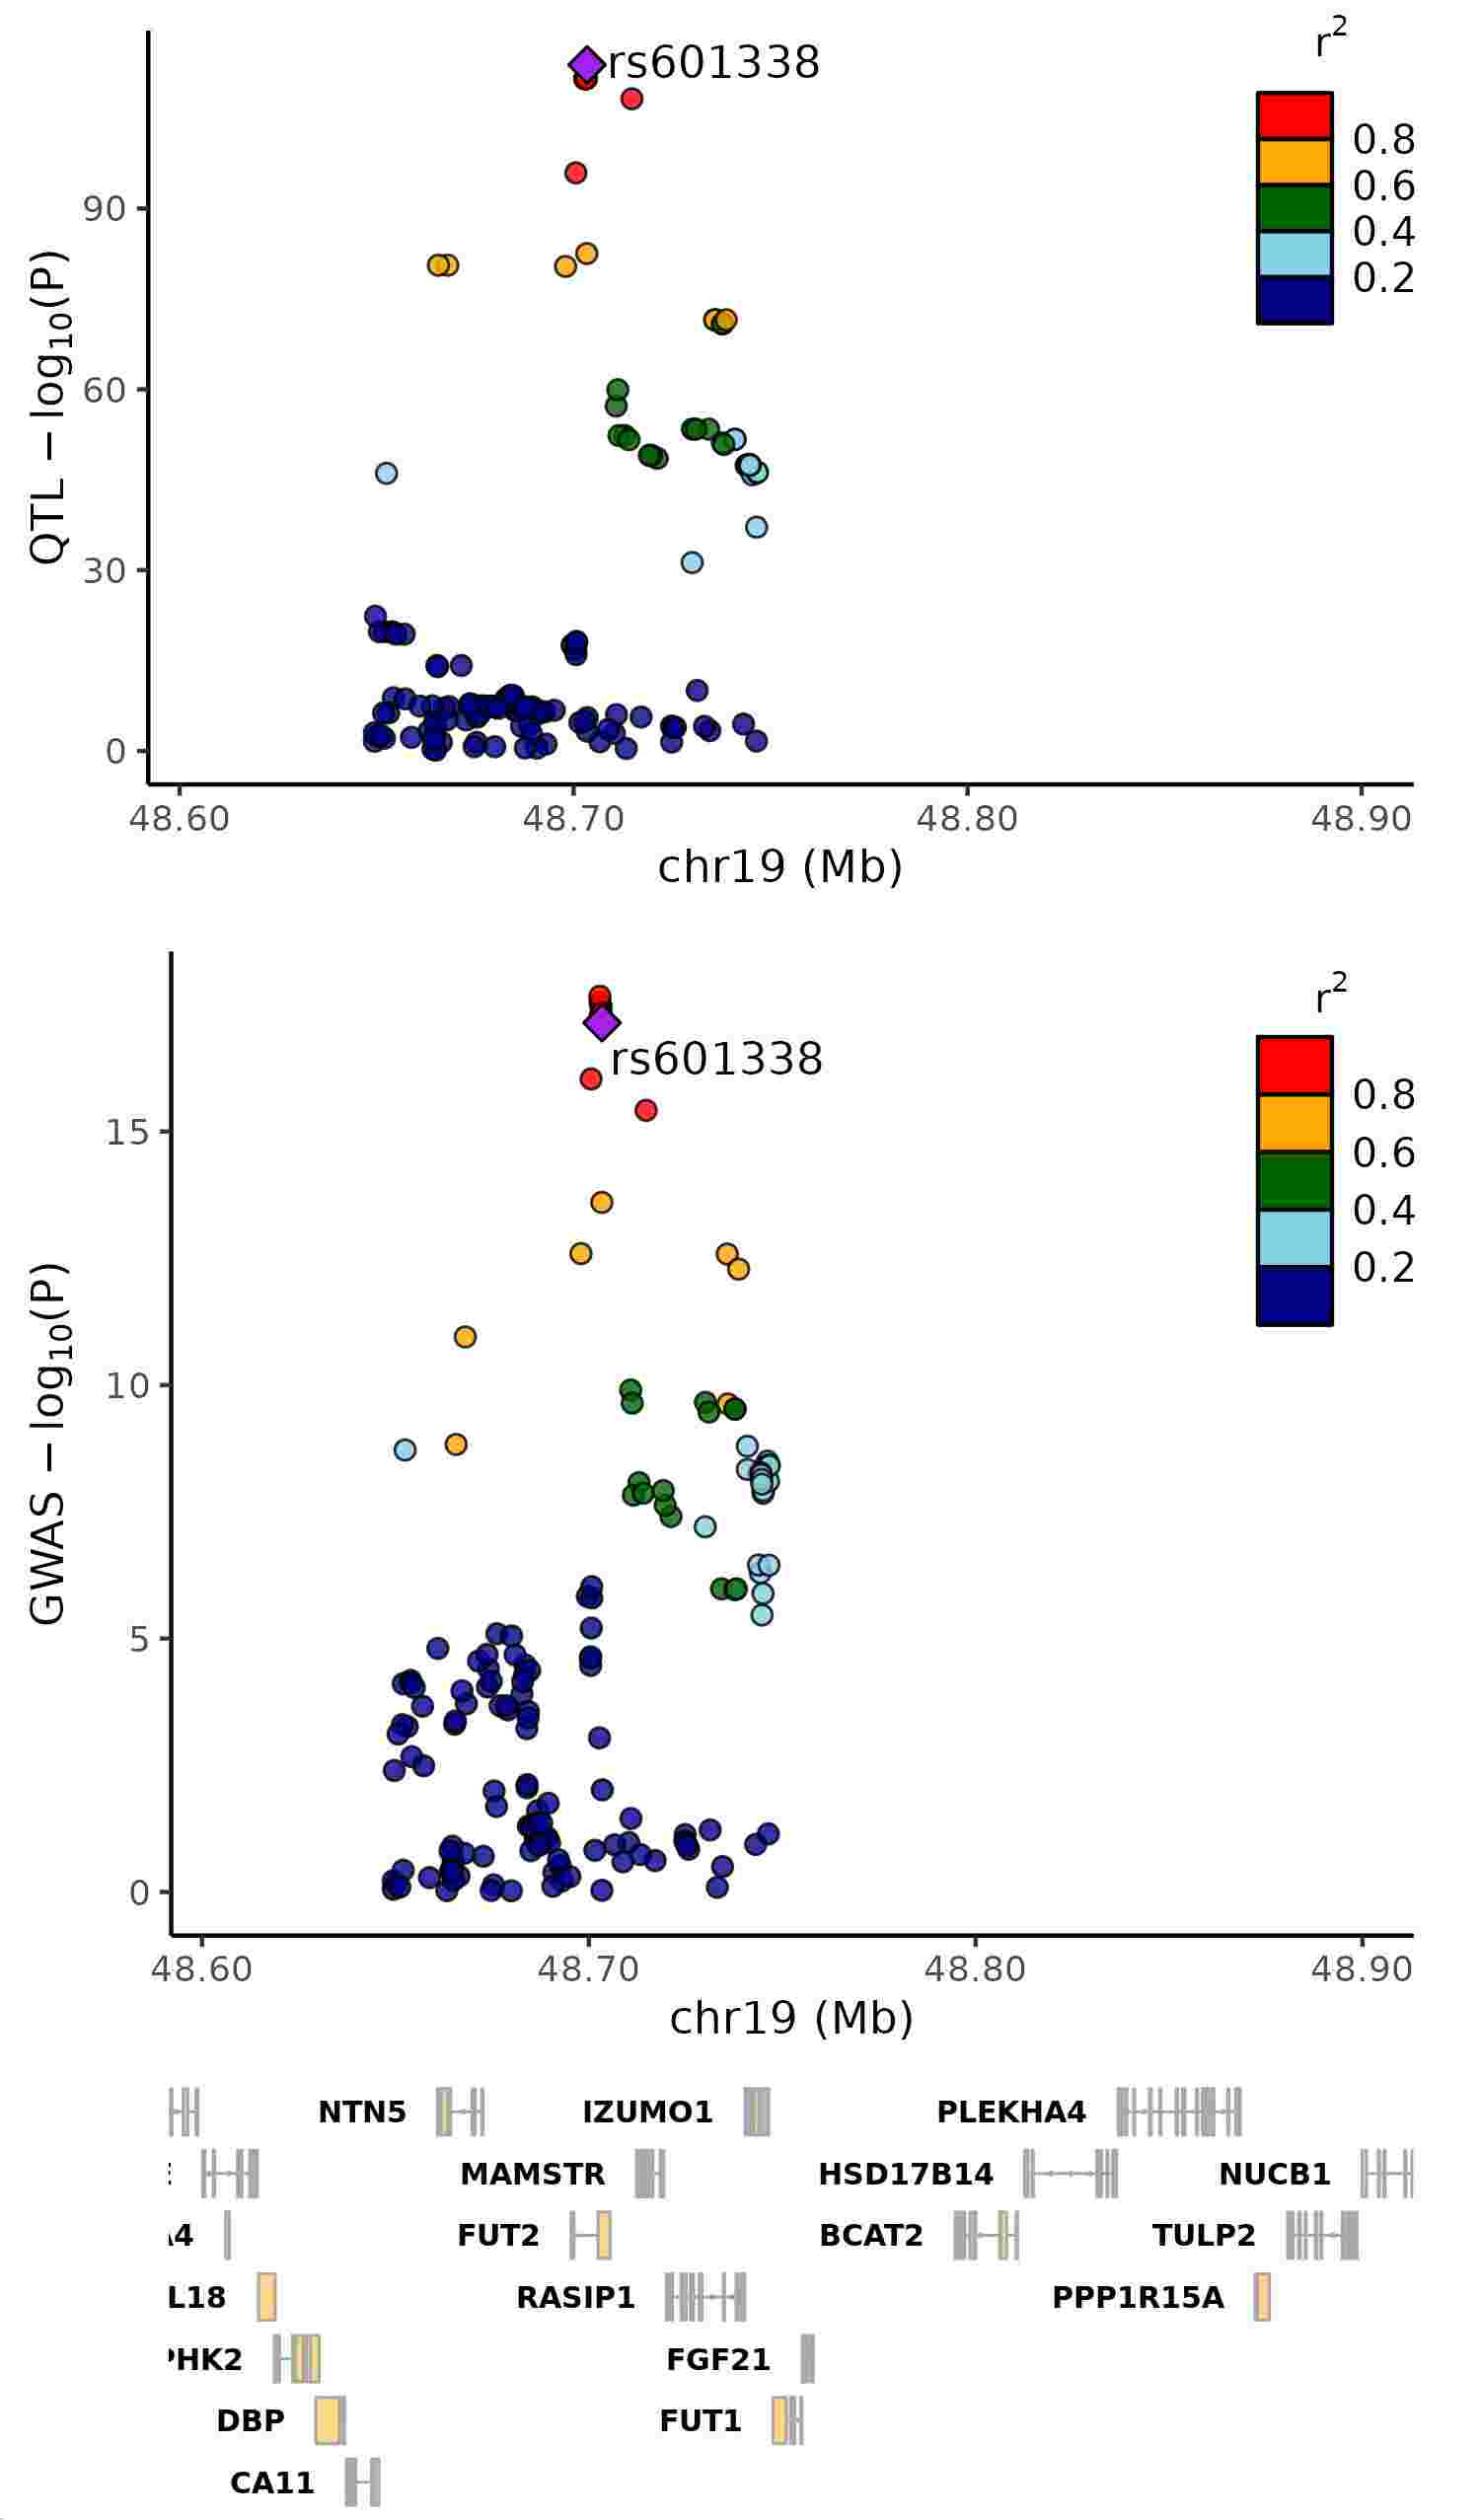 r²
rs601338
0.8
0.6
0.4
0.2
90
60
30
0
QTL −log₁₀(P)
48.60 48.70 48.80 48.90
chr19 (Mb)
r²
rs601338
0.8
0.6
0.4
0.2
15
10
5
0
GWAS −log₁₀(P)
48.60 48.70 48.80 48.90
chr19 (Mb)
NTN5 IZUMO1 PLEKHA4
MAMSTR HSD17B14 NUCB1
4 FUT2 BCAT2 TULP2
L18 RASIP1 PPP1R15A
PHK2 FGF21
DBP FUT1
CA11